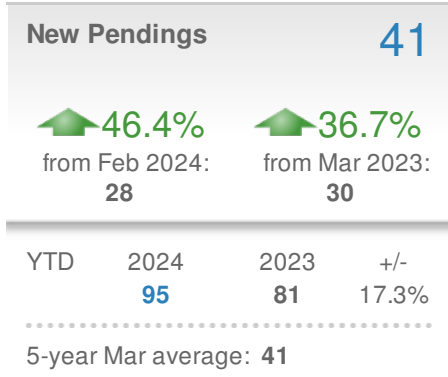 New Pendings 41
46.4% 36.7%
from Feb 2024: from Mar 2023:
28 30
YTD 2024 2023 +/-
95 81 17.3%
5-year Mar average: 41